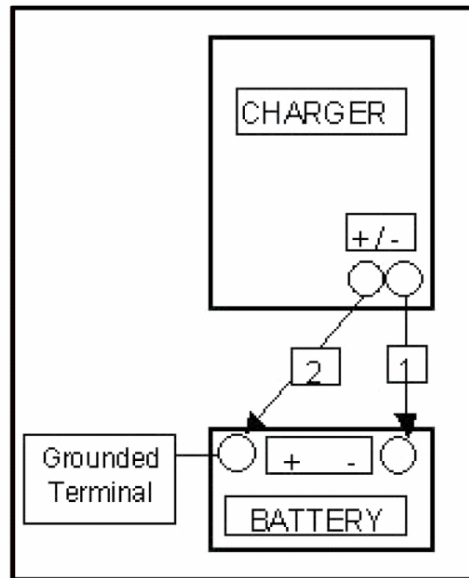 CHARGER
+/-
2
1
Grounded
Terminal
+ -
BATTERY